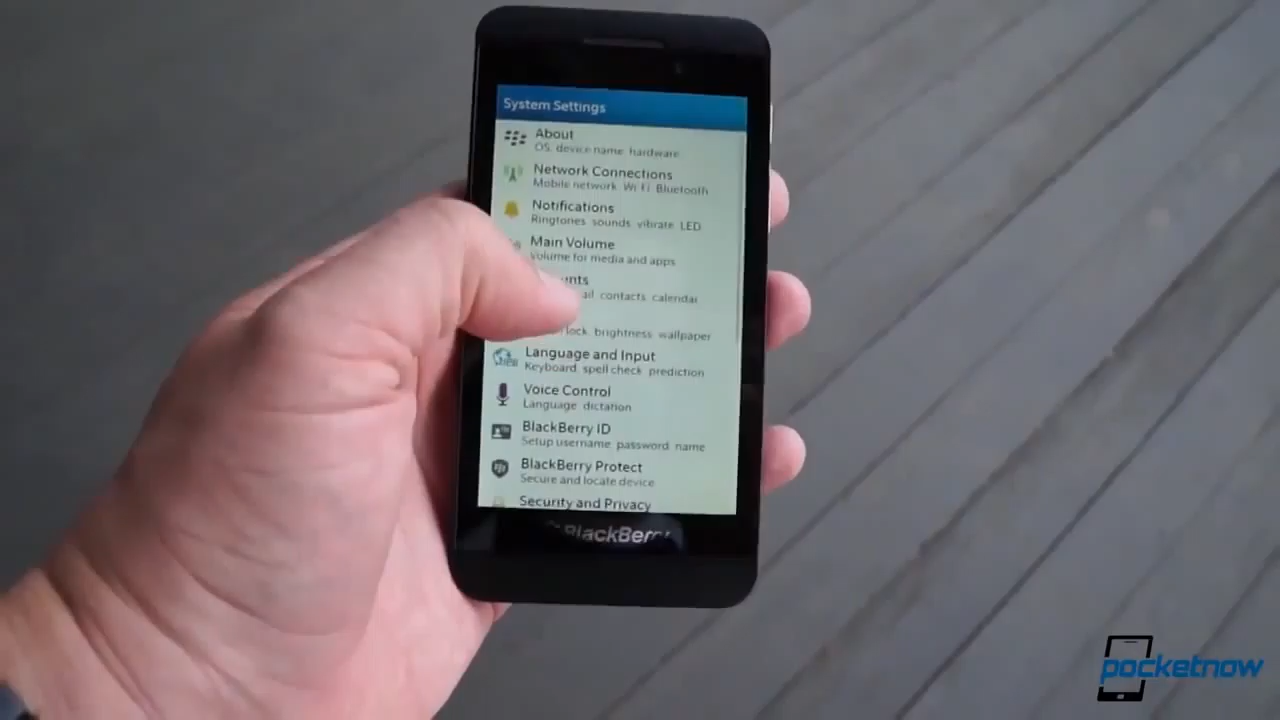 System Settings
About
OS, device name, hardware
Network Connections
Mobile network, Wi-Fi, Bluetooth
Notifications
Ringtones, sounds, vibrate, LED
Main Volume
Volume for media and apps
unts
ail, contacts, calendar
lock, brightness, wallpaper
Language and Input
Keyboard, spell check, prediction
Voice Control
Language, dictation
BlackBerry ID
Setup username, password, name
BlackBerry Protect
Secure and locate device
Security and Privacy
BlackBerry
pocketnow